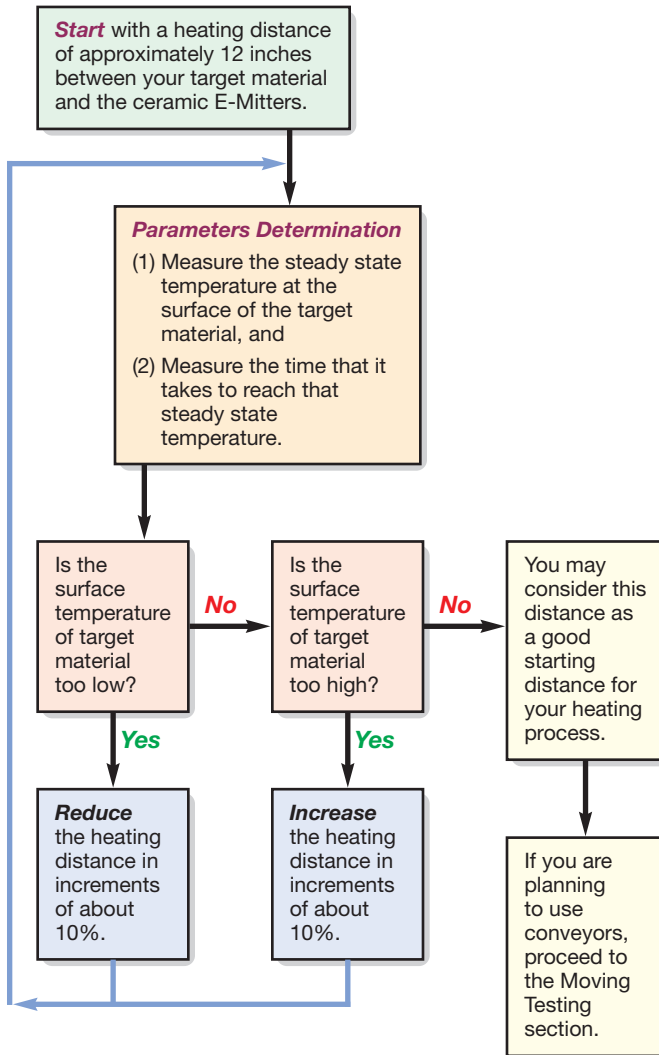 Start with a heating distance
of approximately 12 inches
between your target material
and the ceramic E-Mitters.
Parameters Determination
(1) Measure the steady state
temperature at the
surface of the target
material, and
(2) Measure the time that it
takes to reach that
steady state
temperature.
Is the
surface
temperature
of target
material
too low?
No
Is the
surface
temperature
of target
material
too high?
No
You may
consider this
distance as
a good
starting
distance for
your heating
process.
Yes
Yes
Reduce
the heating
distance in
increments
of about
10%.
Increase
the heating
distance in
increments
of about
10%.
If you are
planning
to use
conveyors,
proceed to
the Moving
Testing
section.